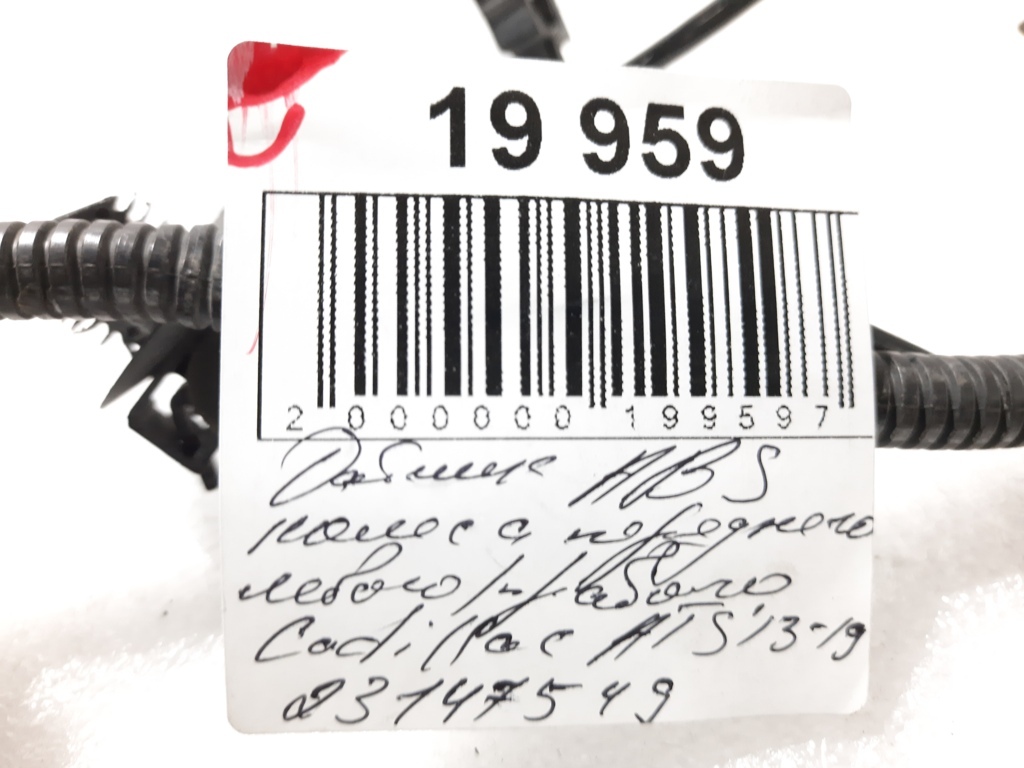 19 959
2 000000 199597
Датчик ABS
колеса переднего
левого/правого
Cadillac ATS'13-19
23147549